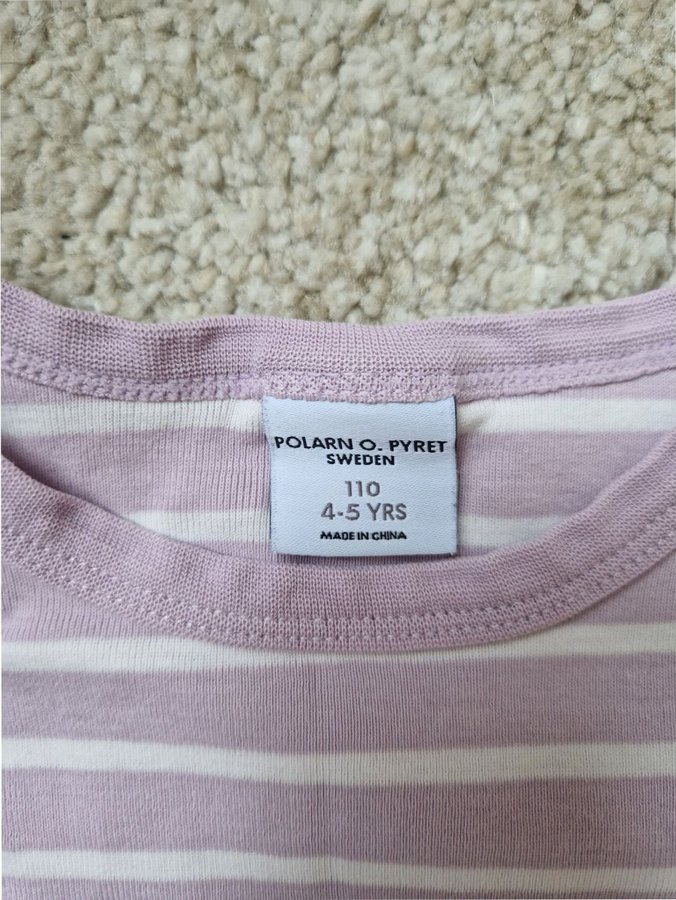 POLARN O. PYRET
SWEDEN
110
4-5 YRS
MADE IN CHINA